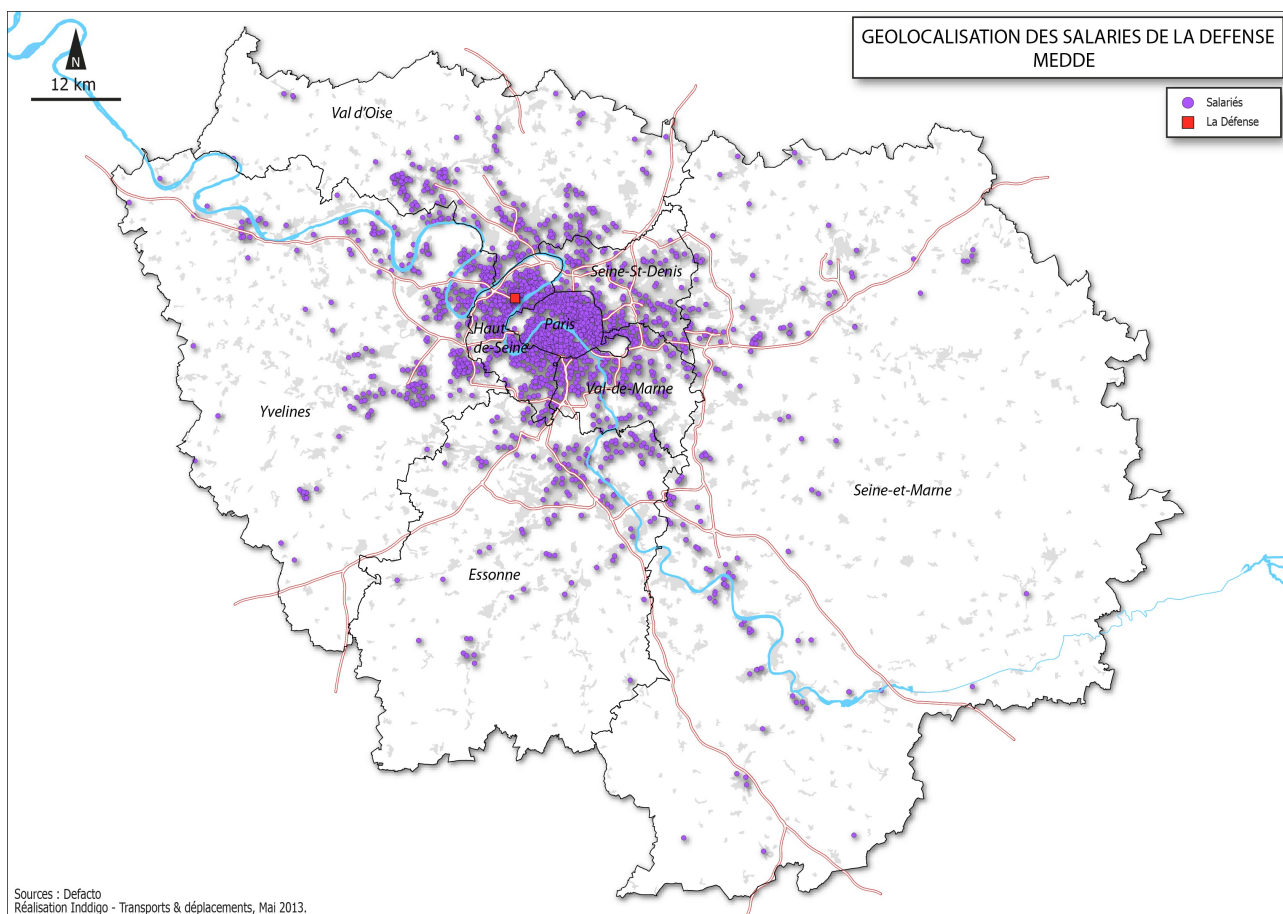 GEOLOCALISATION DES SALARIES DE LA DEFENSE
MEDDE
N
12 km
Salariés
La Défense
Val d'Oise
Seine-St-Denis
Paris
Haut
de-Seine
Val-de-Marne
Yvelines
Seine-et-Marne
Essonne
Sources : Defacto
Réalisation Inddigo - Transports & déplacements, Mai 2013.